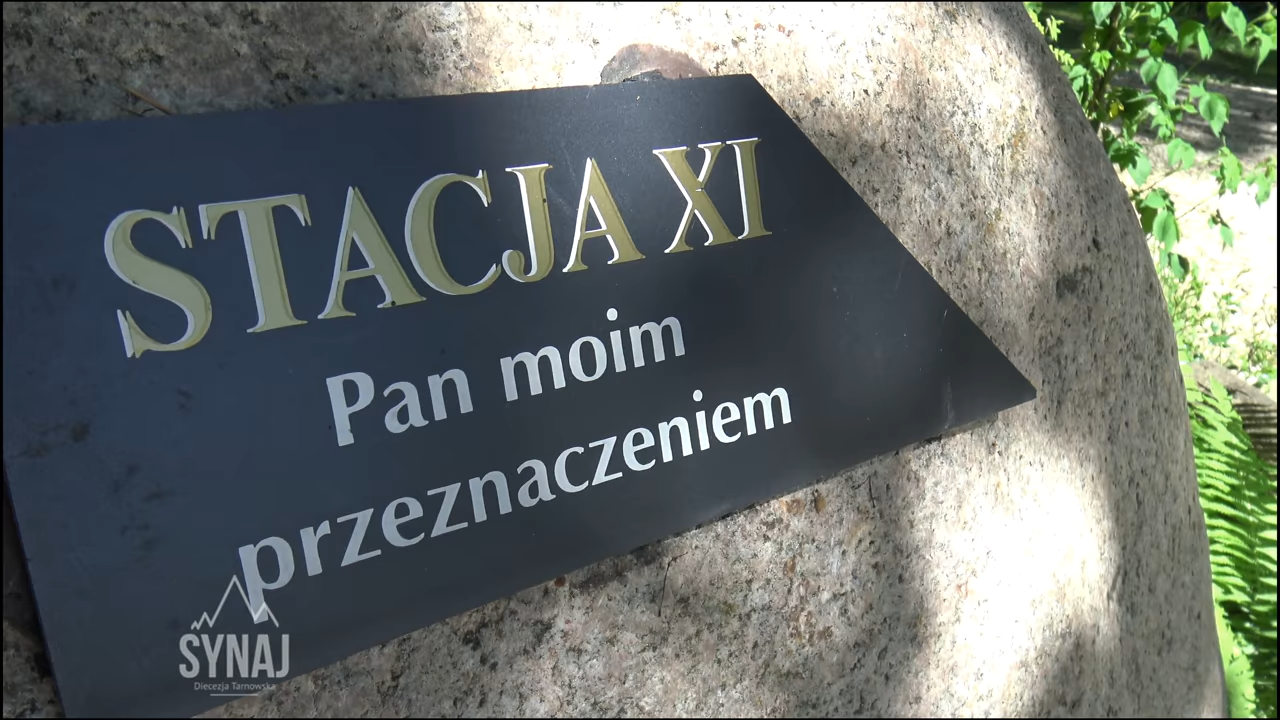 STACJA XI
Pan moim
przeznaczeniem
SYNAJ
Diecezja Tarnowska